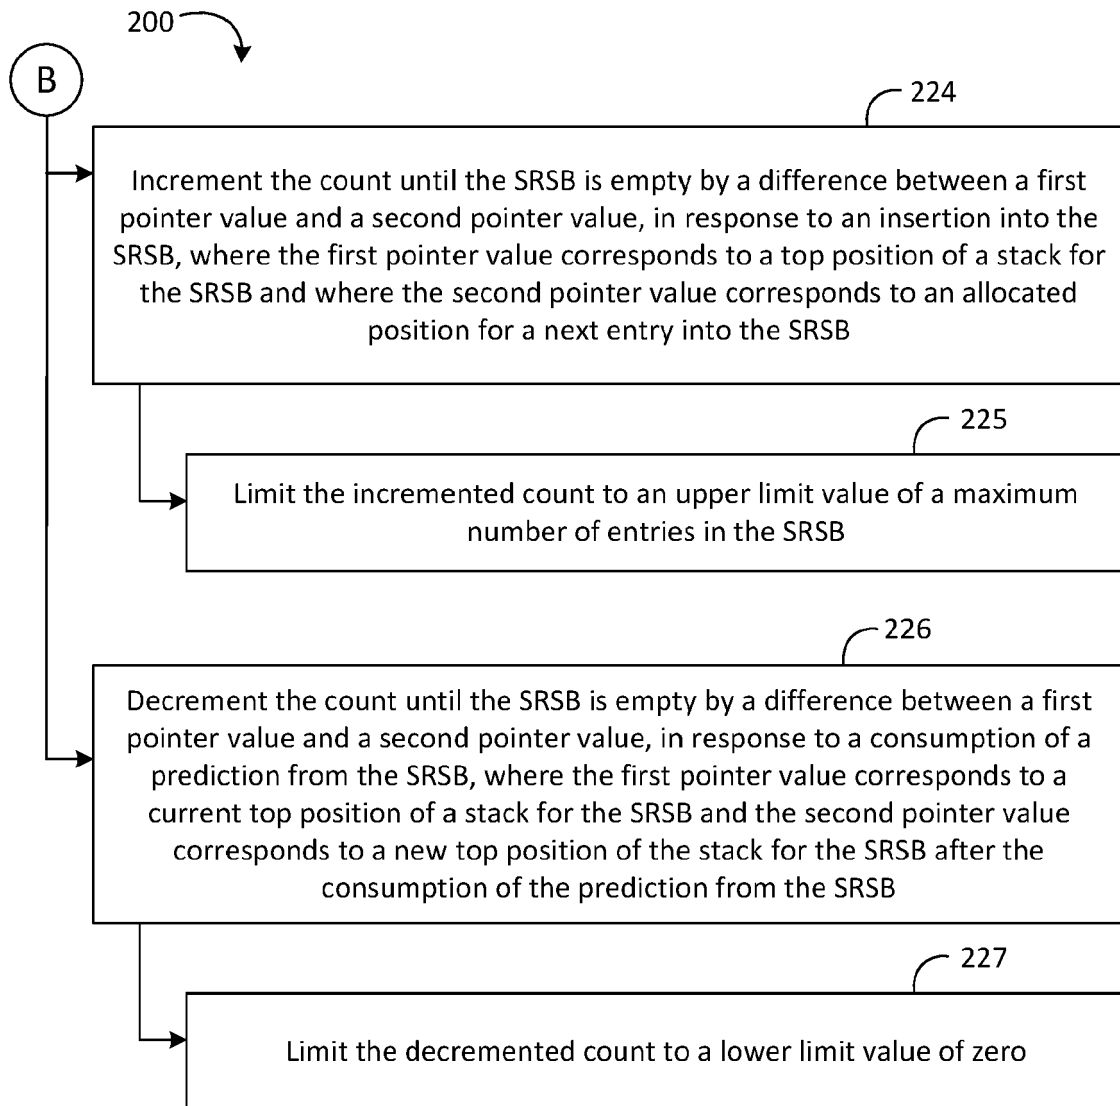 200
B
224
Increment the count until the SRSB is empty by a difference between a first
pointer value and a second pointer value, in response to an insertion into the
SRSB, where the first pointer value corresponds to a top position of a stack for
the SRSB and where the second pointer value corresponds to an allocated
position for a next entry into the SRSB
225
Limit the incremented count to an upper limit value of a maximum
number of entries in the SRSB
226
Decrement the count until the SRSB is empty by a difference between a first
pointer value and a second pointer value, in response to a consumption of a
prediction from the SRSB, where the first pointer value corresponds to a
current top position of a stack for the SRSB and the second pointer value
corresponds to a new top position of the stack for the SRSB after the
consumption of the prediction from the SRSB
227
Limit the decremented count to a lower limit value of zero